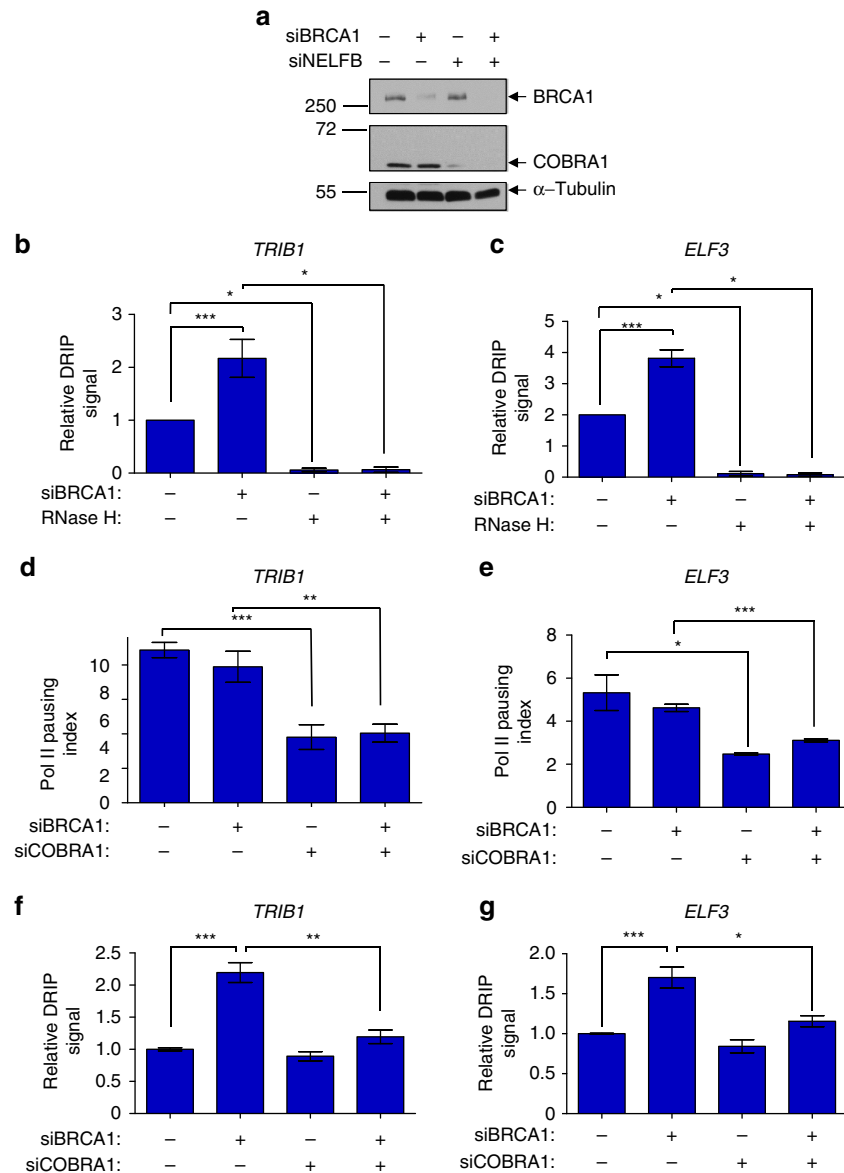 a
siBRCA1 – + – +
siNELFB – – + +
250
BRCA1
72
COBRA1
55
α–Tubulin
b
TRIB1
*
*
***
Relative DRIP
signal
3
2
1
0
siBRCA1: – + – +
RNase H: – – + +
c
ELF3
*
*
***
Relative DRIP
signal
5
4
3
2
1
0
siBRCA1: – + – +
RNase H: – – + +
d
TRIB1
**
***
Pol II pausing
index
10
6
4
0
siBRCA1: – + – +
siCOBRA1: – – + +
e
ELF3
***
*
Pol II pausing
index
8
6
4
2
0
siBRCA1: – + – +
siCOBRA1: – – + +
f
TRIB1
*** **
Relative DRIP
signal
2.5
2.0
1.5
1.0
0.5
0
siBRCA1: – + – +
siCOBRA1: – – + +
g
ELF3
*** *
Relative DRIP
signal
2.0
1.5
1.0
0.5
0
siBRCA1: – + – +
siCOBRA1: – – + +